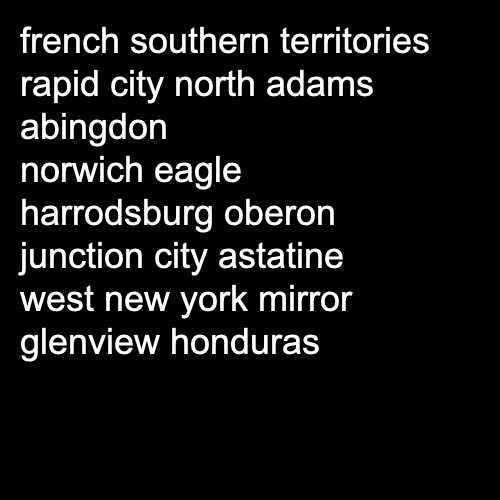 french southern territories
rapid city north adams
abingdon
norwich eagle
harrodsburg oberon
junction city astatine
west new york mirror
glenview honduras